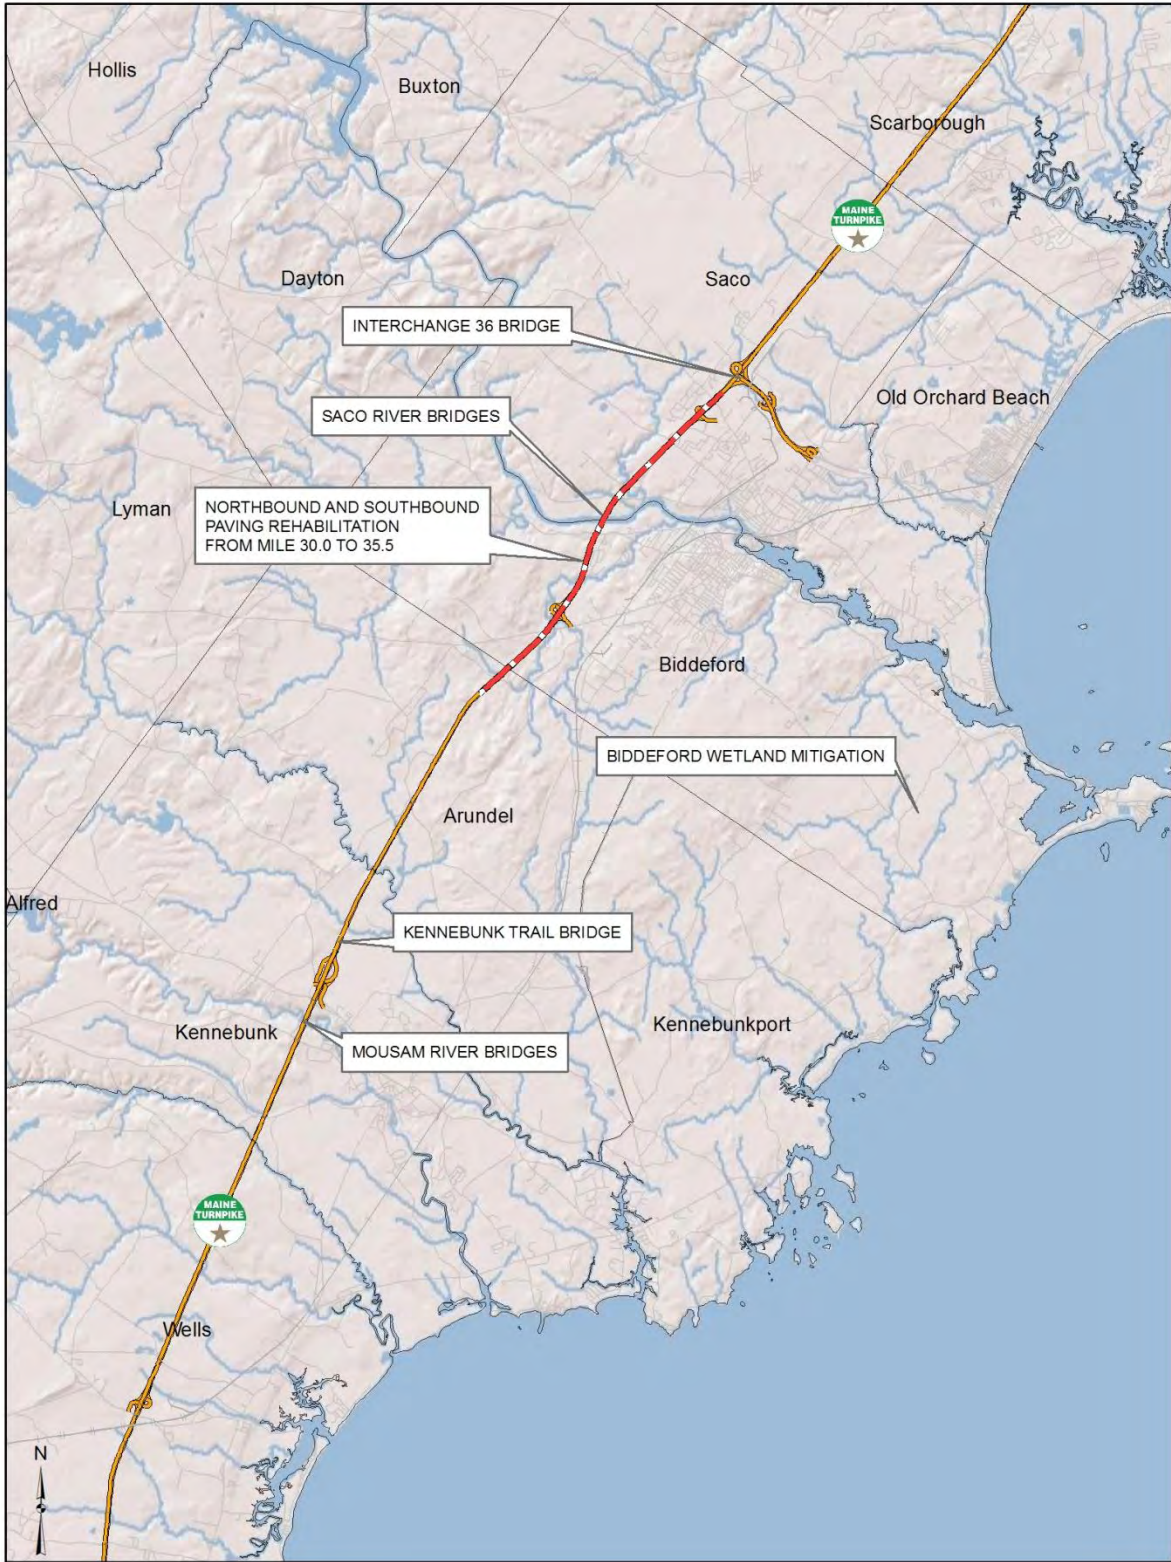 Hollis
Buxton
Scarborough
MAINE
TURNPIKE
Dayton
Saco
INTERCHANGE 36 BRIDGE
Old Orchard Beach
SACO RIVER BRIDGES
Lyman
NORTHBOUND AND SOUTHBOUND
PAVING REHABILITATION
FROM MILE 30.0 TO 35.5
Biddeford
BIDDEFORD WETLAND MITIGATION
Arundel
Alfred
KENNEBUNK TRAIL BRIDGE
Kennebunk
Kennebunkport
MOUSAM RIVER BRIDGES
MAINE
TURNPIKE
Wells
N